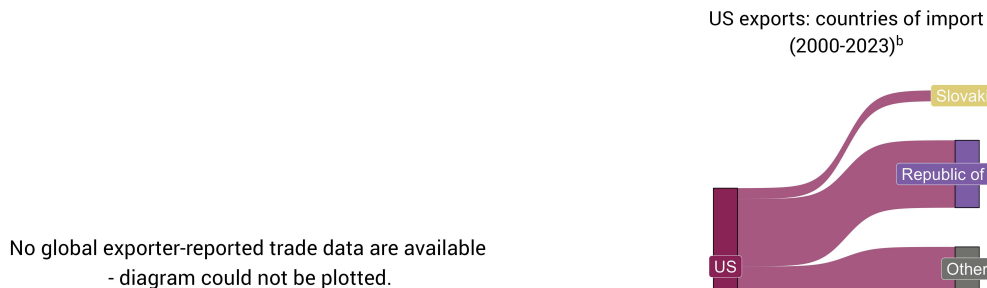 US exports: countries of import
(2000-2023)ᵇ
Republic of
US
Other
No global exporter-reported trade data are available
- diagram could not be plotted.